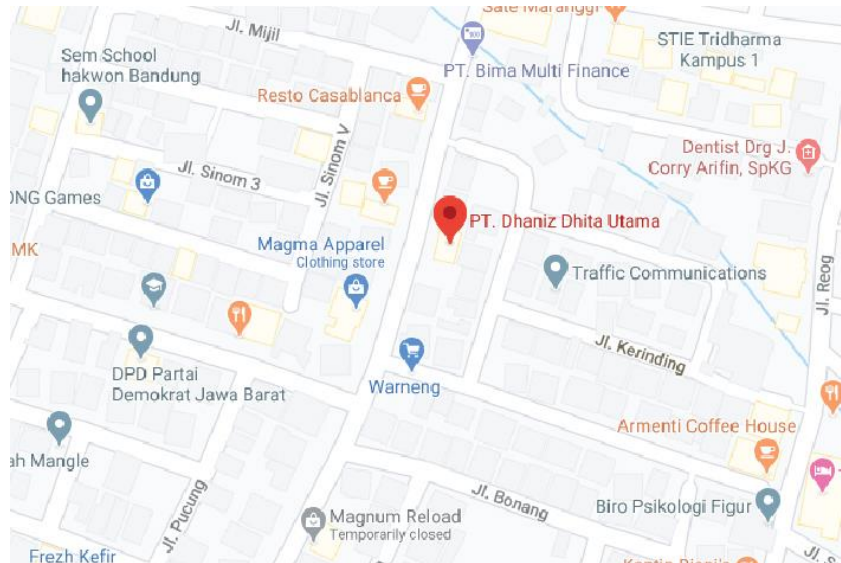 Jl. Mijil
Sate Maranggi
STIE Tridharma
Kampus 1
Sem School
hakwon Bandung
PT. Bima Multi Finance
Resto Casablanca
Dentist Drg J.
Corry Arifin, SpKG
Jl. Sinom V
Jl. Sinom 3
ONG Games
PT. Dhaniz Dhita Utama
MK
Magma Apparel
Clothing store
Traffic Communications
Jl. Reog
Jl. Kerinding
DPD Partai
Demokrat Jawa Barat
Warneng
Armenti Coffee House
ah Mangle
Jl. Pucung
Jl. Bonang
Biro Psikologi Figur
Magnum Reload
Temporarily closed
Frezh Kefir